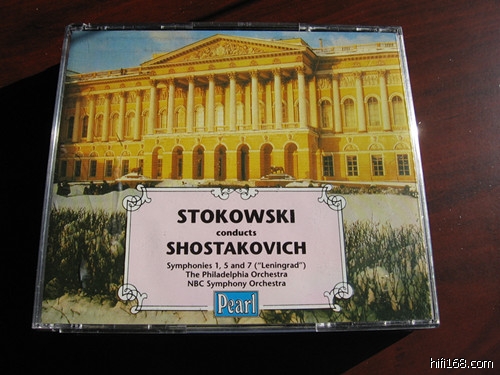 STOKOWSKI
conducts
SHOSTAKOVICH
Symphonies 1, 5 and 7 ("Leningrad")
The Philadelphia Orchestra
NBC Symphony Orchestra
Pearl
hifi168.com